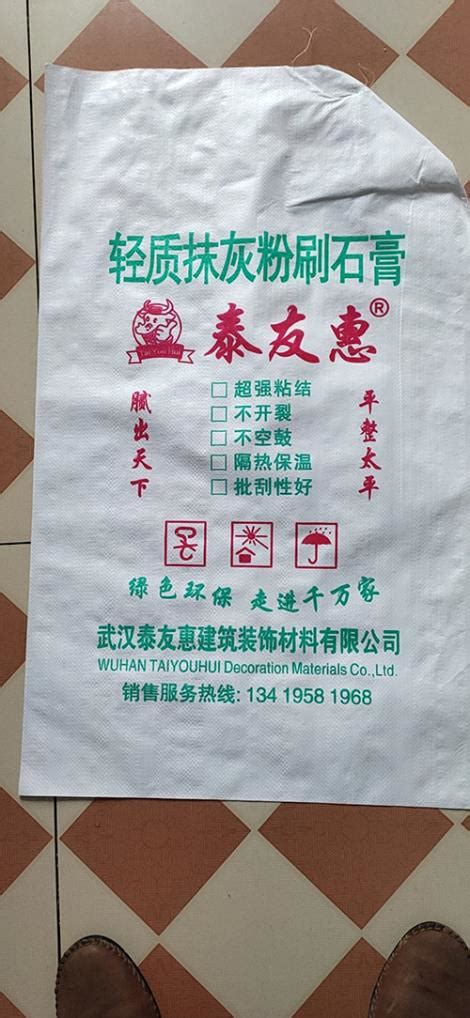 轻质抹灰粉刷石膏
泰友惠®
Tai You Hui
腻出天下
□ 超强粘结
□ 不开裂
□ 不空鼓
□ 隔热保温
□ 批刮性好
平整太平
绿色环保 走进千万家
武汉泰友惠建筑装饰材料有限公司
WUHAN TAIYOUHUI Decoration Materials Co.,Ltd.
销售服务热线: 134 1958 1968